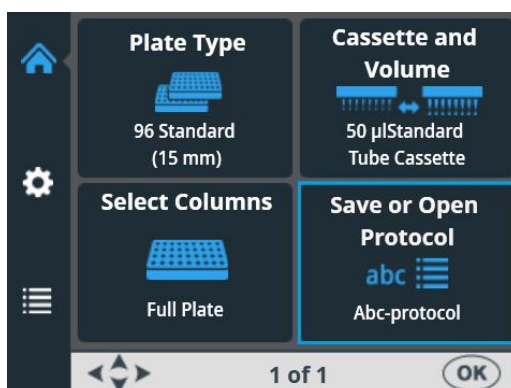 Plate Type
96 Standard
(15 mm)
Cassette and
Volume
50 µlStandard
Tube Cassette
Select Columns
Full Plate
Save or Open
Protocol
abc
Abc-protocol
1 of 1
OK